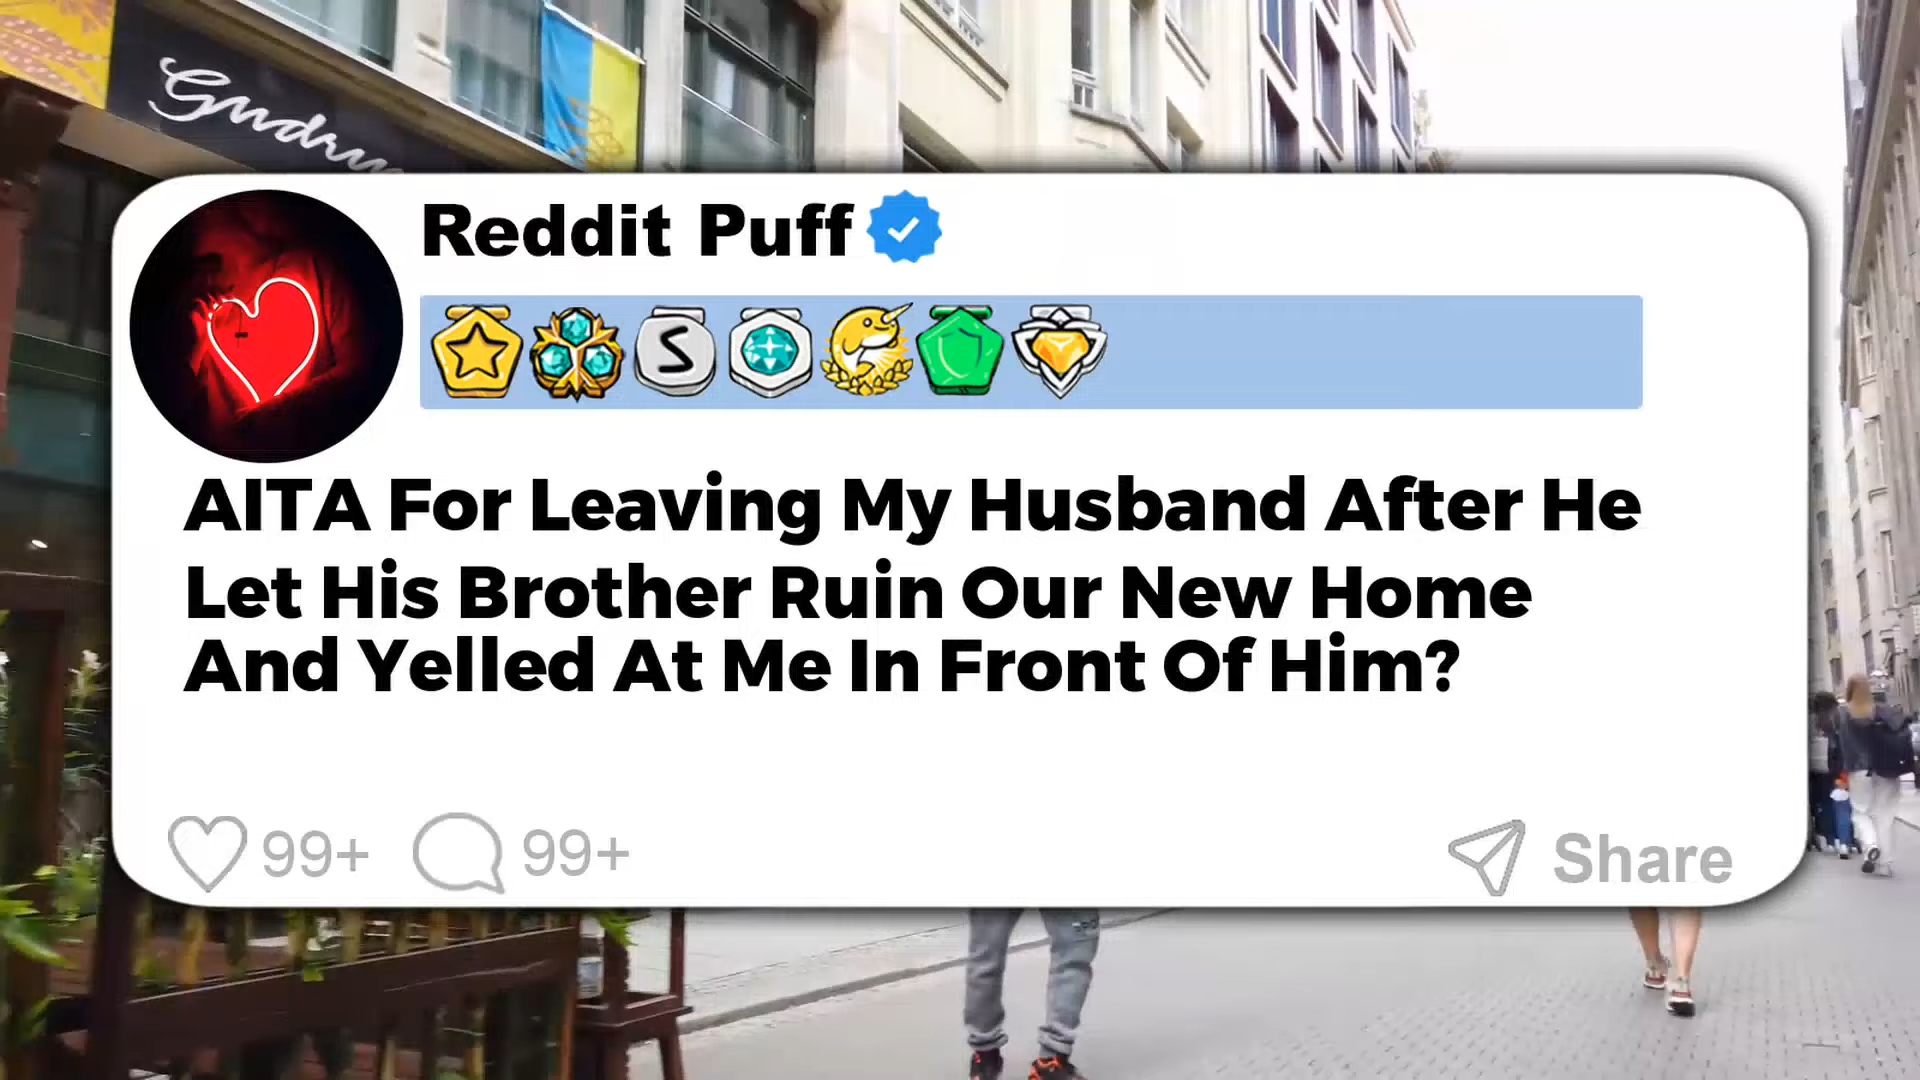 Gudru
Reddit Puff
S
AITA For Leaving My Husband After He
Let His Brother Ruin Our New Home
And Yelled At Me In Front Of Him?
99+ 99+ Share